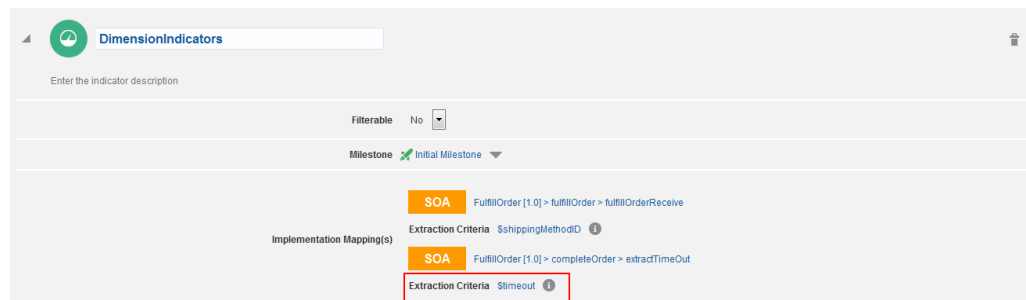 DimensionIndicators
Enter the indicator description
Filterable No
Milestone Initial Milestone
SOA FulfillOrder [1.0] > fulfillOrder > fulfillOrderReceive
Extraction Criteria $shippingMethodID
Implementation Mapping(s)
SOA FulfillOrder [1.0] > completeOrder > extractTimeOut
Extraction Criteria $timeout